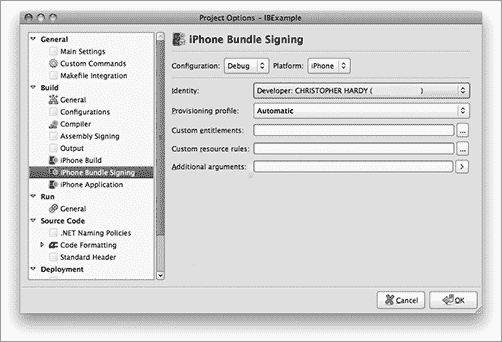 Project Options – IBExample
General
Main Settings
Custom Commands
Makefile Integration
Build
General
Configurations
Compiler
Assembly Signing
Output
iPhone Build
iPhone Bundle Signing
iPhone Application
Run
General
Source Code
.NET Naming Policies
Code Formatting
Standard Header
Deployment
iPhone Bundle Signing
Configuration: Debug Platform: iPhone
Identity: Developer: CHRISTOPHER HARDY ( )
Provisioning profile: Automatic
Custom entitlements: ...
Custom resource rules: ...
Additional arguments: >
Cancel OK